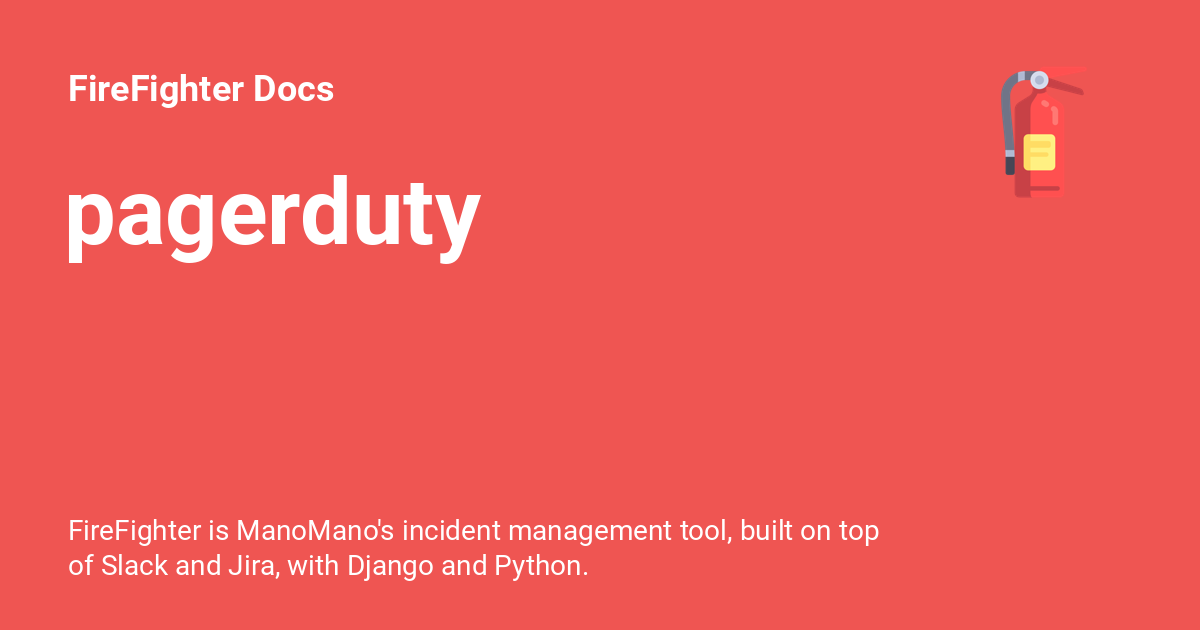 FireFighter Docs
pagerduty
FireFighter is ManoMano's incident management tool, built on top
of Slack and Jira, with Django and Python.